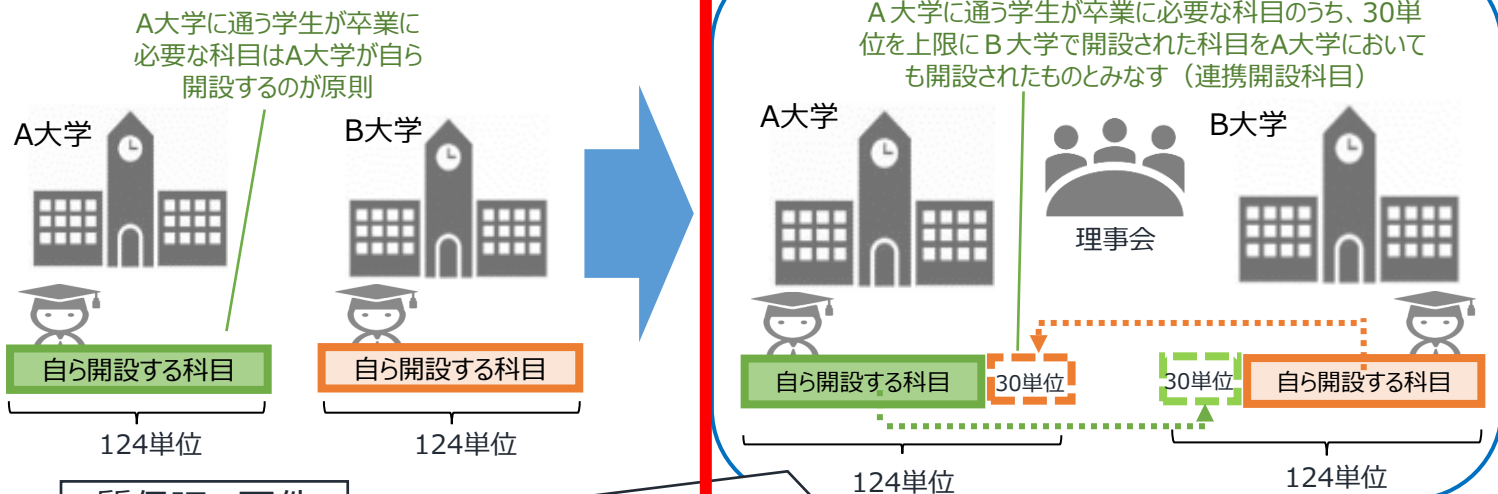 A大学に通う学生が卒業に
必要な科目はA大学が自ら
開設するのが原則
A大学
B大学
自ら開設する科目
自ら開設する科目
124単位
124単位
A大学に通う学生が卒業に必要な科目のうち、30単
位を上限にB大学で開設された科目をA大学において
も開設されたものとみなす（連携開設科目）
A大学
B大学
理事会
自ら開設する科目
30単位
30単位
自ら開設する科目
124単位
124単位